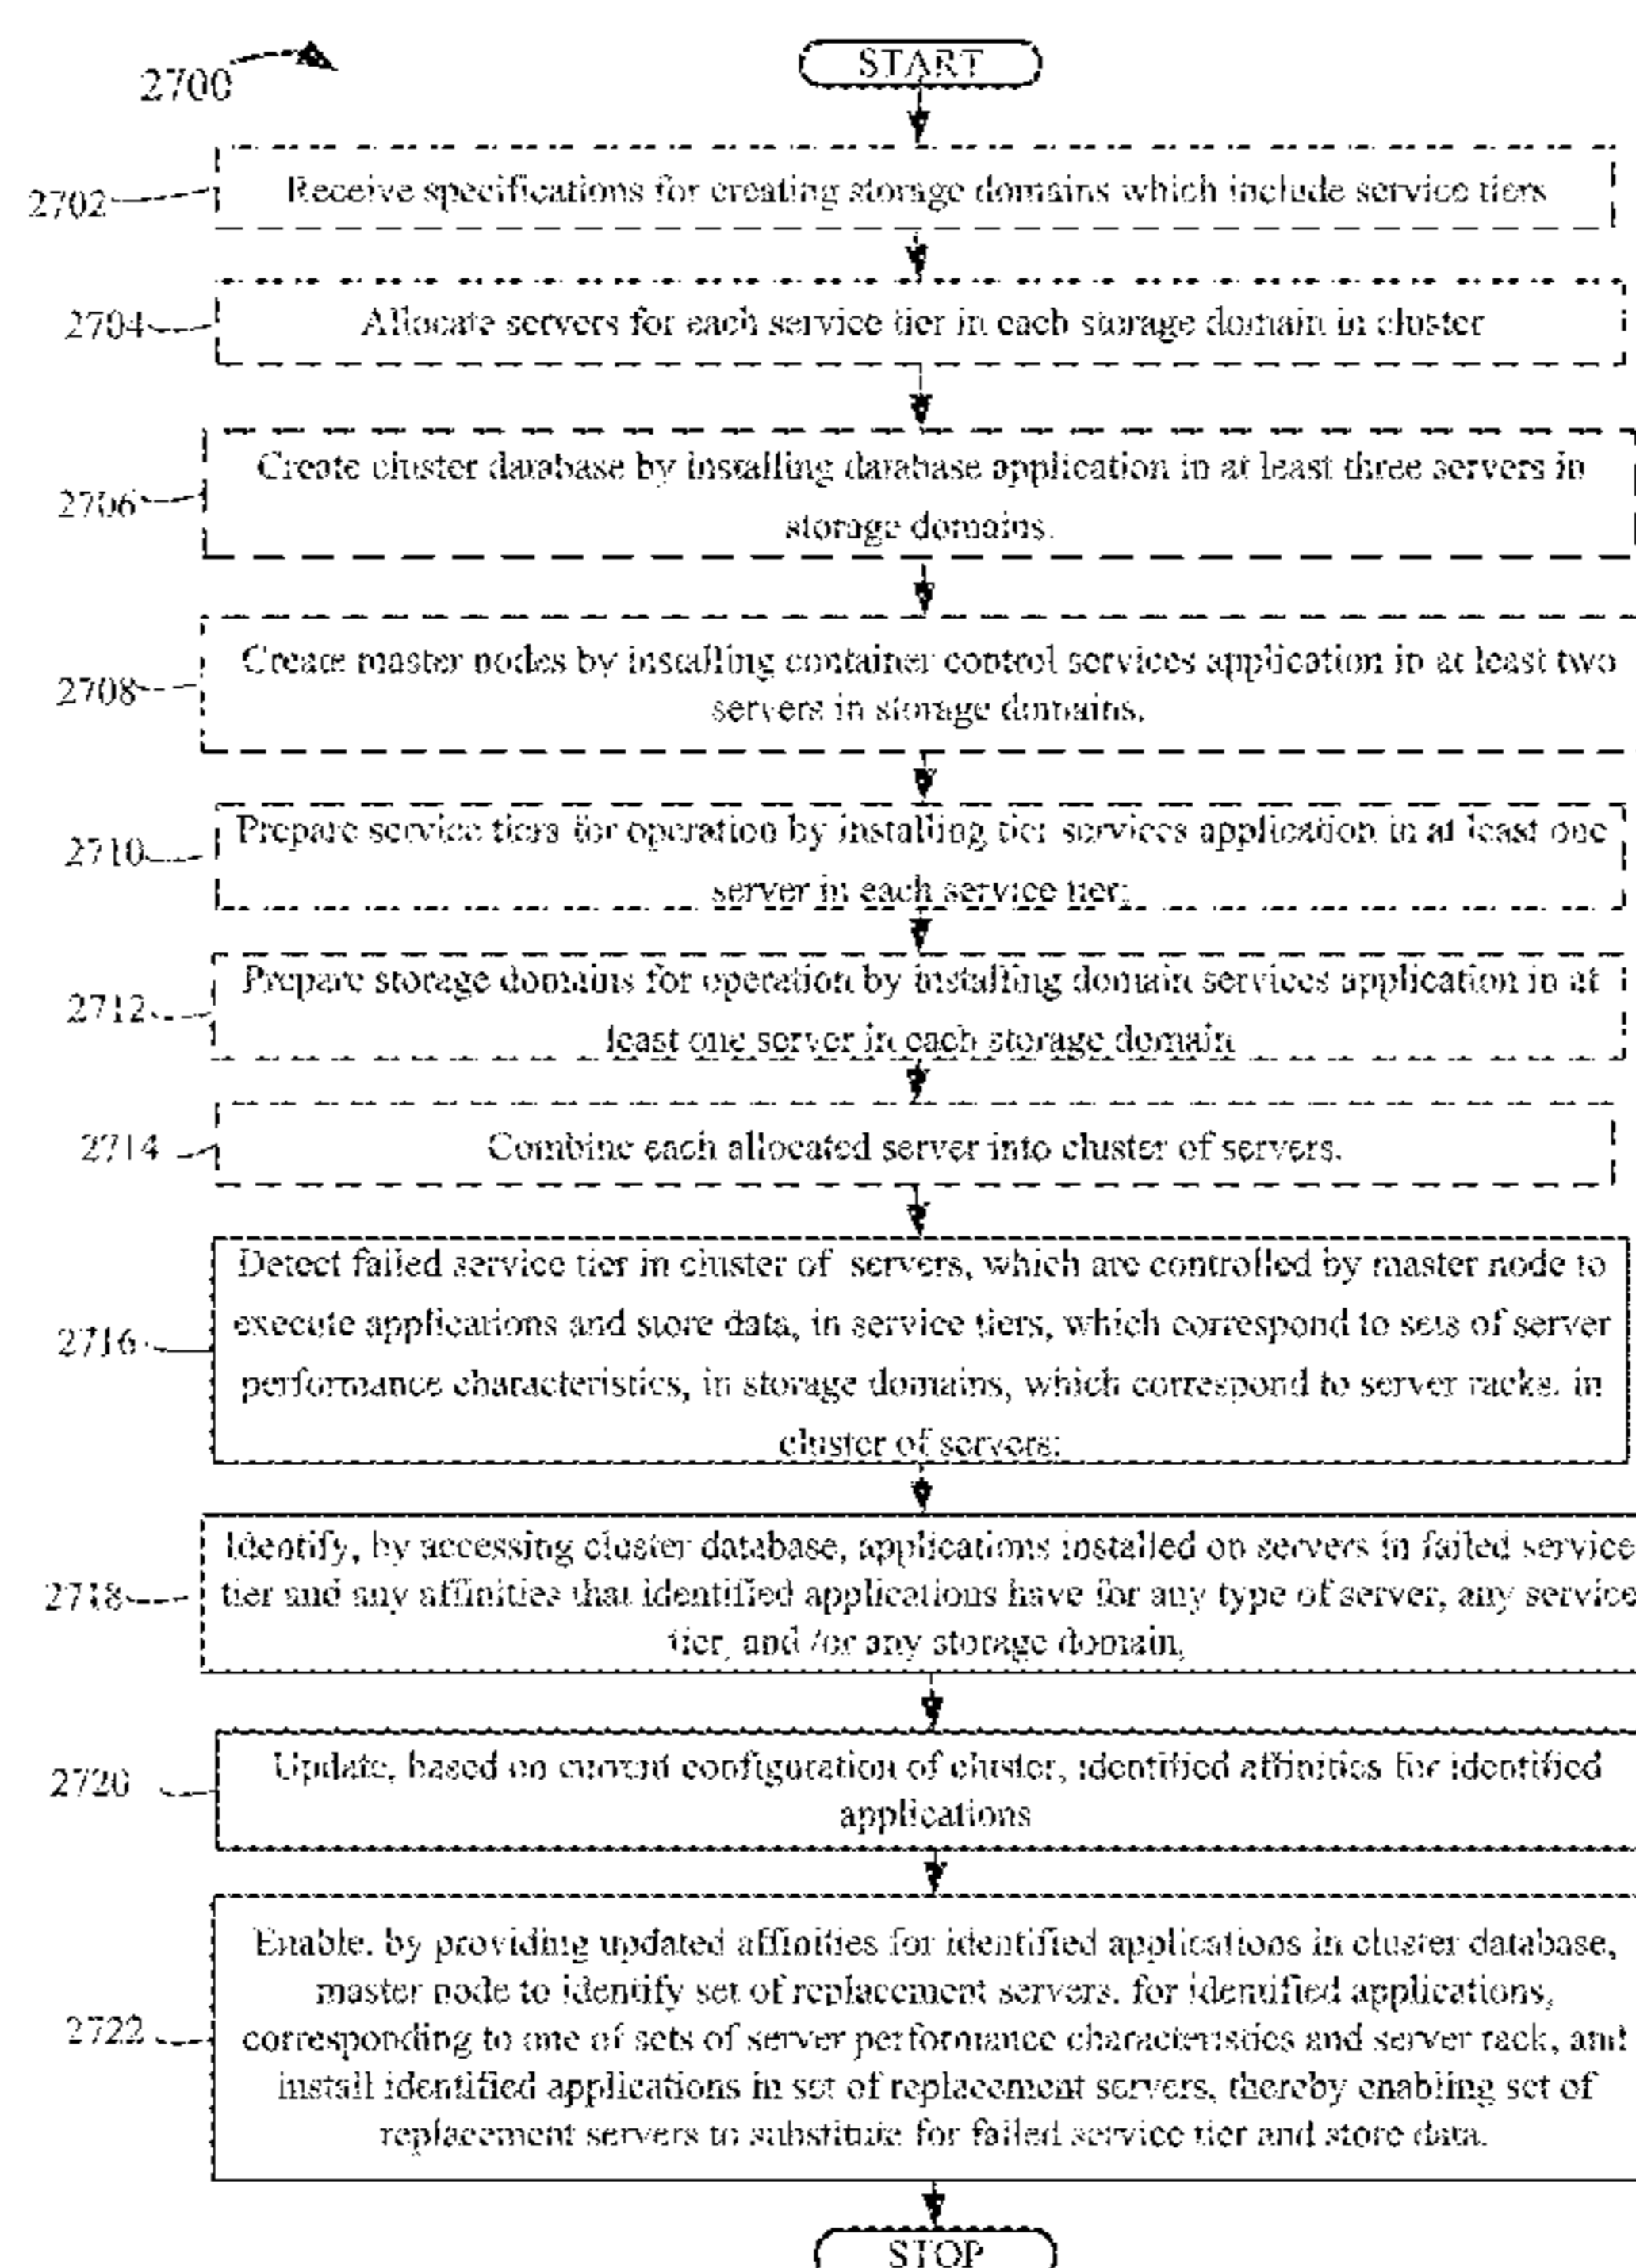 2700
START
2702
Receive specifications for creating storage domains which include service tiers
2704
Allocate servers for each service tier in each storage domain in cluster
2706
Create cluster database by installing database application in at least three servers in
storage domains.
2708
Create master nodes by installing container control services application in at least two
servers in storage domains.
2710
Prepare service tiers for operation by installing tier services application in at least one
server in each service tier;
2712
Prepare storage domains for operation by installing domain services application in at
least one server in each storage domain
2714
Combine each allocated server into cluster of servers.
2716
Detect failed service tier in cluster of servers, which are controlled by master node to
execute applications and store data, in service tiers, which correspond to sets of server
performance characteristics, in storage domains, which correspond to server racks. in
cluster of servers;
2718
Identify, by accessing cluster database, applications installed on servers in failed service
tier and any affinities that identified applications have for any type of server, any service
tier, and /or any storage domain,
2720
Update, based on current configuration of cluster, identified affinities for identified
applications
2722
Enable. by providing updated affinities for identified applications in cluster database,
master node to identify set of replacement servers. for identified applications,
corresponding to one of sets of server performance characteristics and server rack, and
install identified applications in set of replacement servers, thereby enabling set of
replacement servers to substitute for failed service tier and store data.
STOP